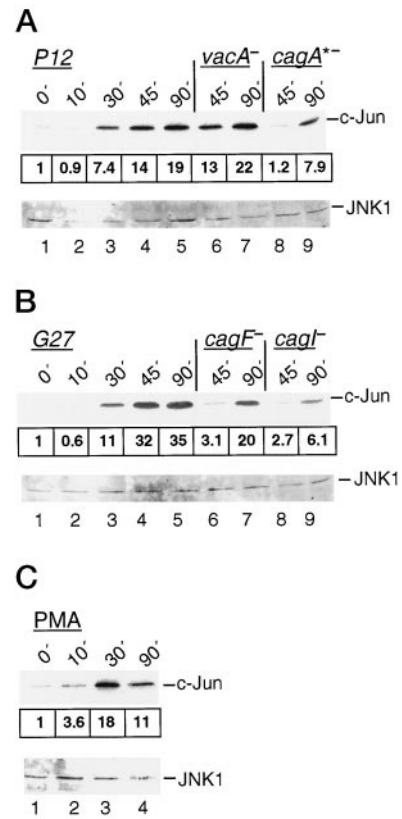 A
P12 vacA– cagA*–
0' 10' 30' 45' 90' 45' 90' 45' 90'
c-Jun
1 0.9 7.4 14 19 13 22 1.2 7.9
JNK1
1 2 3 4 5 6 7 8 9
B
G27 cagF– cagI–
0' 10' 30' 45' 90' 45' 90' 45' 90'
c-Jun
1 0.6 11 32 35 3.1 20 2.7 6.1
JNK1
1 2 3 4 5 6 7 8 9
C
PMA
0' 10' 30' 90'
c-Jun
1 3.6 18 11
JNK1
1 2 3 4